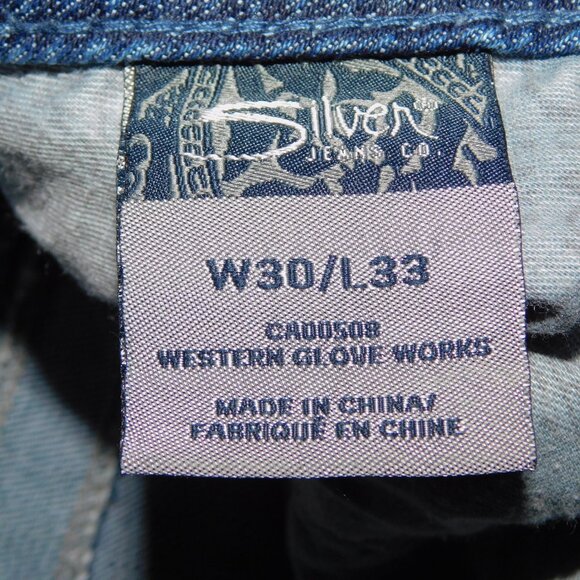 Silver
JEANS CO.
W30/L33
CA00508
WESTERN GLOVE WORKS
MADE IN CHINA/
FABRIQUÉ EN CHINE